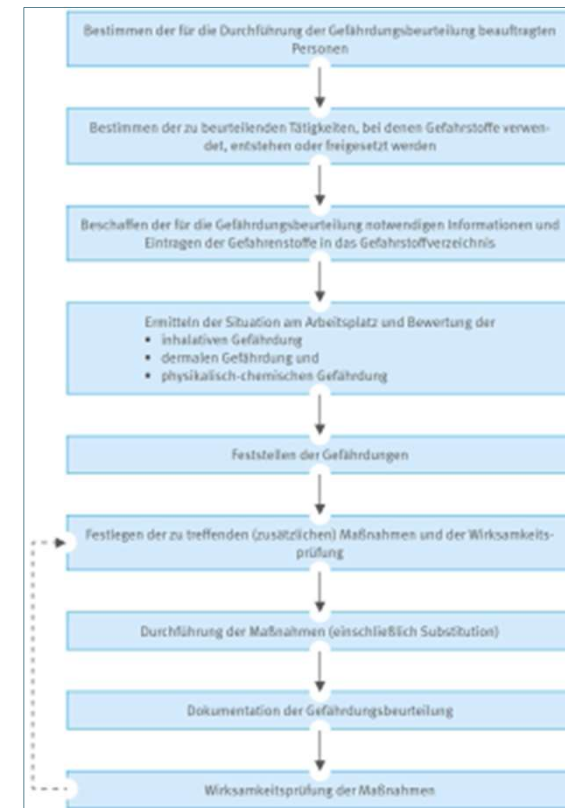 Bestimmen der für die Durchführung der Gefährdungsbeurteilung beauftragten
Personen
Bestimmen der zu beurteilenden Tätigkeiten, bei denen Gefahrstoffe verwen-
det, entstehen oder freigesetzt werden
Beschaffen der für die Gefährdungsbeurteilung notwendigen Informationen und
Eintragen der Gefahrenstoffe in das Gefahrstoffverzeichnis
Ermitteln der Situation am Arbeitsplatz und Bewertung der
▪ inhalativen Gefährdung
▪ dermalen Gefährdung und
▪ physikalisch-chemischen Gefährdung
Feststellen der Gefährdungen
Festlegen der zu treffenden (zusätzlichen) Maßnahmen und der Wirksamkeits-
prüfung
Durchführung der Maßnahmen (einschließlich Substitution)
Dokumentation der Gefährdungsbeurteilung
Wirksamkeitsprüfung der Maßnahmen